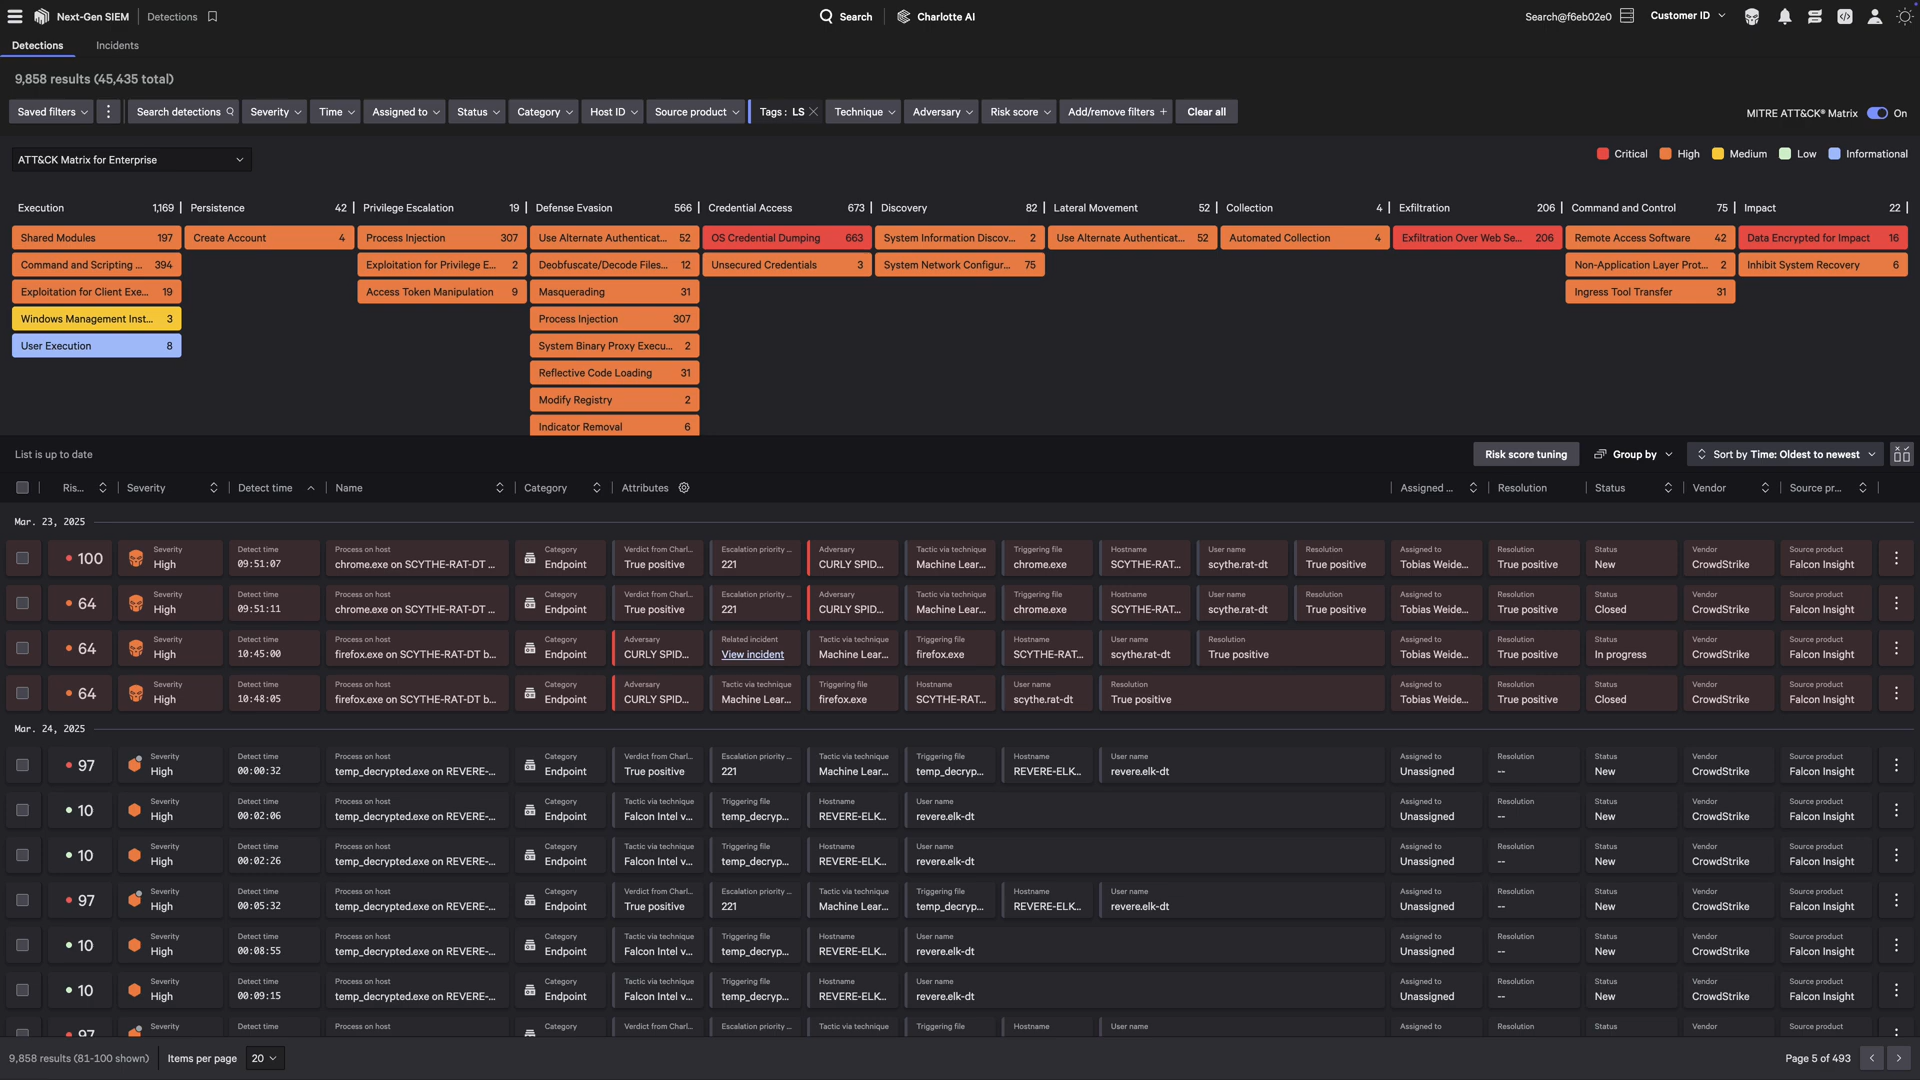 Next-Gen SIEM Detections Search Charlotte AI Search@f6eb02e0 Customer ID
Detections Incidents
9,858 results (45,435 total)
Saved filters Search detections Severity Time Assigned to Status Category Host ID Source product Tags : LS Technique Adversary Risk score Add/remove filters + Clear all MITRE ATT&CK® Matrix On
ATT&CK Matrix for Enterprise Critical High Medium Low Informational
Execution 1,169 Persistence 42 Privilege Escalation 19 Defense Evasion 566 Credential Access 673 Discovery 82 Lateral Movement 52 Collection 4 Exfiltration 206 Command and Control 75 Impact 22
Shared Modules 197 Create Account 4 Process Injection 307 Use Alternate Authenticat... 52 OS Credential Dumping 663 System Information Discov... 2 Use Alternate Authenticat... 52 Automated Collection 4 Exfiltration Over Web Se... 206 Remote Access Software 42 Data Encrypted for Impact 16
Command and Scripting ... 394 Exploitation for Privilege E... 2 Deobfuscate/Decode Files... 12 Unsecured Credentials 3 System Network Configur... 75 Non-Application Layer Prot... 2 Inhibit System Recovery 6
Exploitation for Client Exe... 19 Access Token Manipulation 9 Masquerading 31 Ingress Tool Transfer 31
Windows Management Inst... 3 Process Injection 307
User Execution 8 System Binary Proxy Execu... 2
Reflective Code Loading 31
Modify Registry 2
Indicator Removal 6
List is up to date Risk score tuning Group by Sort by Time: Oldest to newest
Ris... Severity Detect time Name Category Attributes Assigned ... Resolution Status Vendor Source pr...
Mar. 23, 2025
Severity Detect time Process on host Category Verdict from Charl... Escalation priority ... Adversary Tactic via technique Triggering file Hostname User name Resolution Assigned to Resolution Status Vendor Source product
100 High 09:51:07 chrome.exe on SCYTHE-RAT-DT ... Endpoint True positive 221 CURLY SPID... Machine Lear... chrome.exe SCYTHE-RAT... scythe.rat-dt True positive Tobias Weide... True positive New CrowdStrike Falcon Insight
Severity Detect time Process on host Category Verdict from Charl... Escalation priority ... Adversary Tactic via technique Triggering file Hostname User name Resolution Assigned to Resolution Status Vendor Source product
64 High 09:51:11 chrome.exe on SCYTHE-RAT-DT ... Endpoint True positive 221 CURLY SPID... Machine Lear... chrome.exe SCYTHE-RAT... scythe.rat-dt True positive Tobias Weide... True positive Closed CrowdStrike Falcon Insight
Severity Detect time Process on host Category Adversary Related incident Tactic via technique Triggering file Hostname User name Resolution Assigned to Resolution Status Vendor Source product
64 High 10:45:00 firefox.exe on SCYTHE-RAT-DT b... Endpoint CURLY SPID... View incident Machine Lear... firefox.exe SCYTHE-RAT... scythe.rat-dt True positive Tobias Weide... True positive In progress CrowdStrike Falcon Insight
Severity Detect time Process on host Category Adversary Tactic via technique Triggering file Hostname User name Resolution Assigned to Resolution Status Vendor Source product
64 High 10:48:05 firefox.exe on SCYTHE-RAT-DT b... Endpoint CURLY SPID... Machine Lear... firefox.exe SCYTHE-RAT... scythe.rat-dt True positive Tobias Weide... True positive Closed CrowdStrike Falcon Insight
Mar. 24, 2025
Severity Detect time Process on host Category Verdict from Charl... Escalation priority ... Tactic via technique Triggering file Hostname User name Assigned to Resolution Status Vendor Source product
97 High 00:00:32 temp_decrypted.exe on REVERE-... Endpoint True positive 221 Machine Lear... temp_decryp... REVERE-ELK... revere.elk-dt Unassigned -- New CrowdStrike Falcon Insight
Severity Detect time Process on host Category Tactic via technique Triggering file Hostname User name Assigned to Resolution Status Vendor Source product
10 High 00:02:06 temp_decrypted.exe on REVERE-... Endpoint Falcon Intel v... temp_decryp... REVERE-ELK... revere.elk-dt Unassigned -- New CrowdStrike Falcon Insight
Severity Detect time Process on host Category Tactic via technique Triggering file Hostname User name Assigned to Resolution Status Vendor Source product
10 High 00:02:26 temp_decrypted.exe on REVERE-... Endpoint Falcon Intel v... temp_decryp... REVERE-ELK... revere.elk-dt Unassigned -- New CrowdStrike Falcon Insight
Severity Detect time Process on host Category Verdict from Charl... Escalation priority ... Tactic via technique Triggering file Hostname User name Assigned to Resolution Status Vendor Source product
97 High 00:05:32 temp_decrypted.exe on REVERE-... Endpoint True positive 221 Machine Lear... temp_decryp... REVERE-ELK... revere.elk-dt Unassigned -- New CrowdStrike Falcon Insight
Severity Detect time Process on host Category Tactic via technique Triggering file Hostname User name Assigned to Resolution Status Vendor Source product
10 High 00:08:55 temp_decrypted.exe on REVERE-... Endpoint Falcon Intel v... temp_decryp... REVERE-ELK... revere.elk-dt Unassigned -- New CrowdStrike Falcon Insight
Severity Detect time Process on host Category Tactic via technique Triggering file Hostname User name Assigned to Resolution Status Vendor Source product
10 High 00:09:15 temp_decrypted.exe on REVERE-... Endpoint Falcon Intel v... temp_decryp... REVERE-ELK... revere.elk-dt Unassigned -- New CrowdStrike Falcon Insight
97 Severity Detect time Process on host Category Verdict from Charl... Escalation priority ... Tactic via technique Triggering file Hostname User name Assigned to Resolution Status Vendor Source product
9,858 results (81-100 shown) Items per page 20 Page 5 of 493